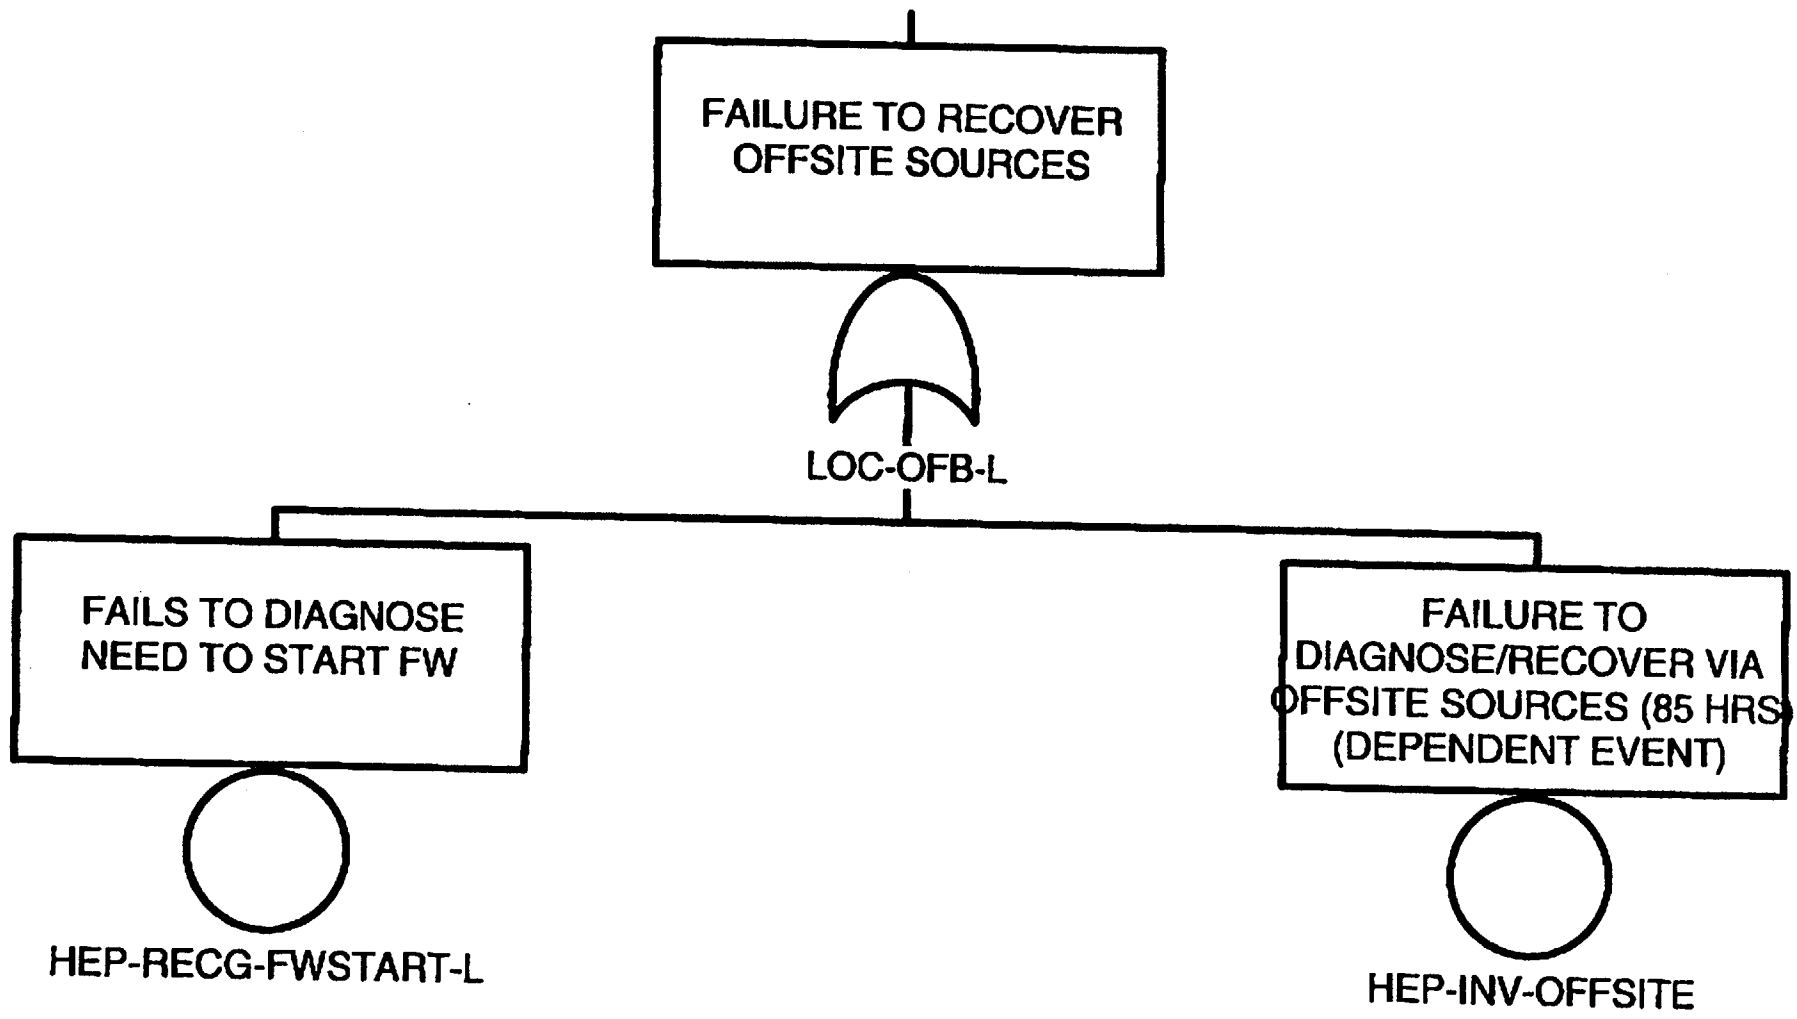 FAILURE TO RECOVER
OFFSITE SOURCES
LOC-OFB-L
FAILS TO DIAGNOSE
NEED TO START FW
HEP-RECG-FWSTART-L
FAILURE TO
DIAGNOSE/RECOVER VIA
OFFSITE SOURCES (85 HRS)
(DEPENDENT EVENT)
HEP-INV-OFFSITE